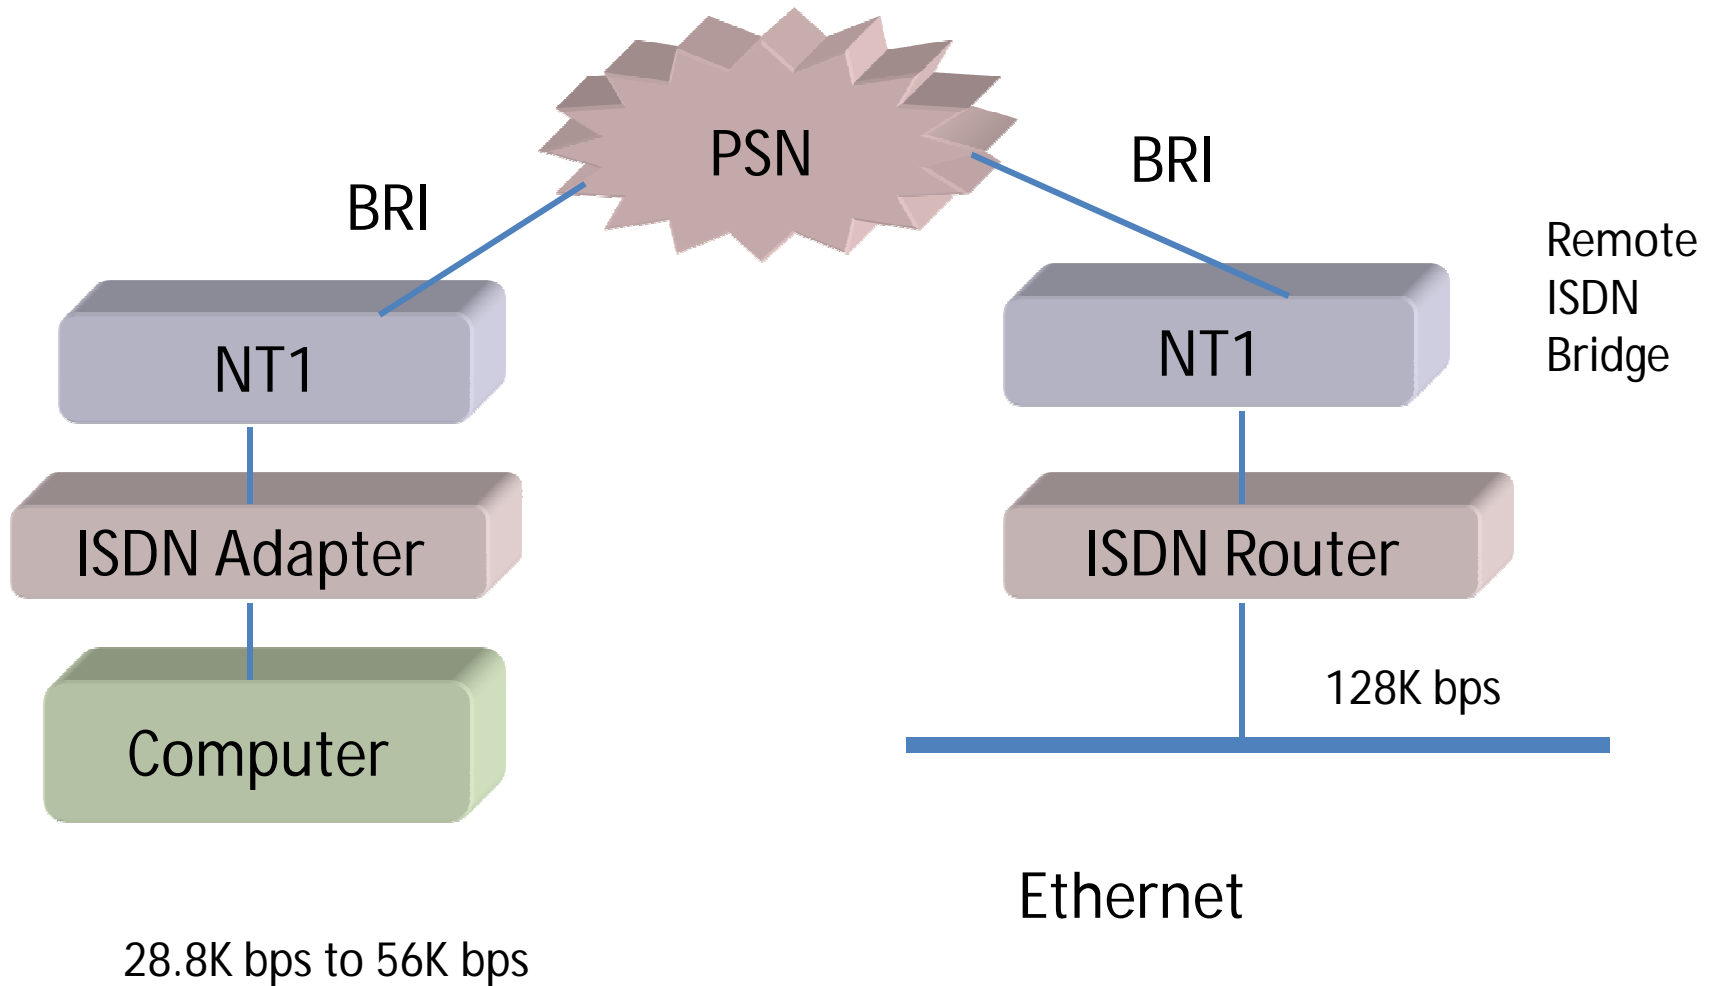 PSN
BRI
BRI
Remote
ISDN
Bridge
NT1
NT1
ISDN Adapter
ISDN Router
128K bps
Computer
Ethernet
28.8K bps to 56K bps